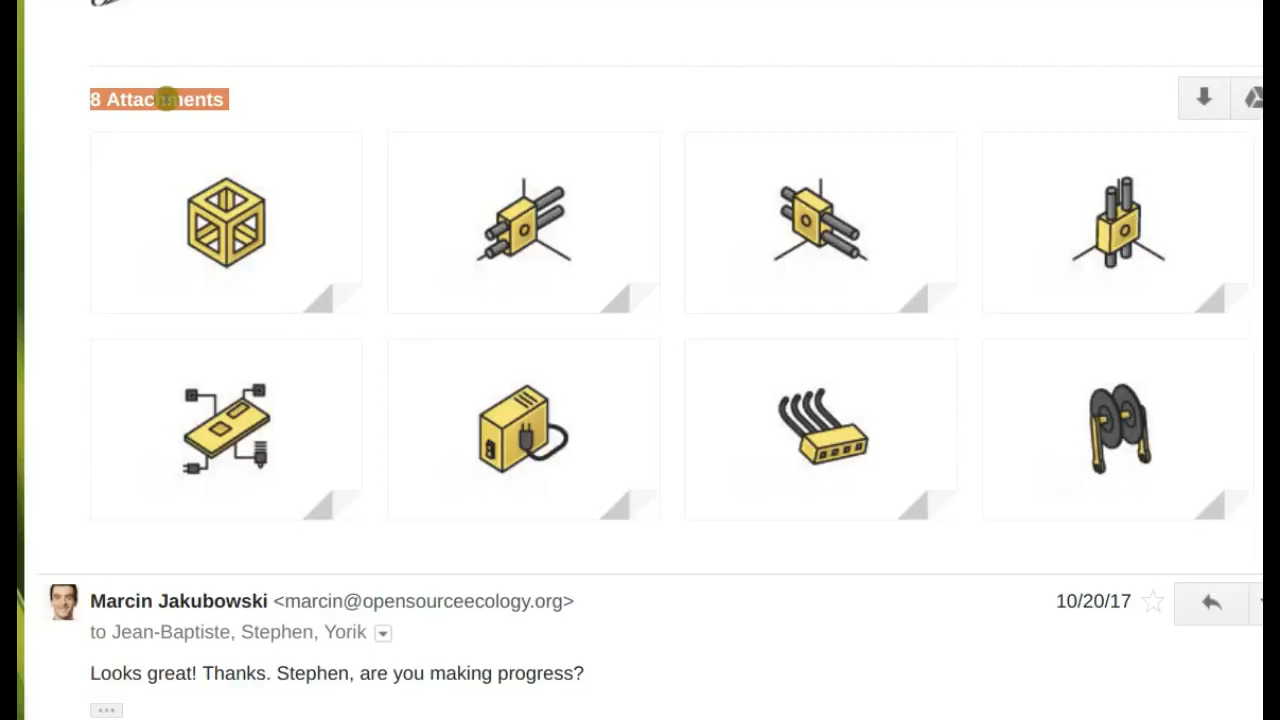 8 Attachments
Marcin Jakubowski <marcin@opensourceecology.org>
10/20/17
to Jean-Baptiste, Stephen, Yorik
Looks great! Thanks. Stephen, are you making progress?